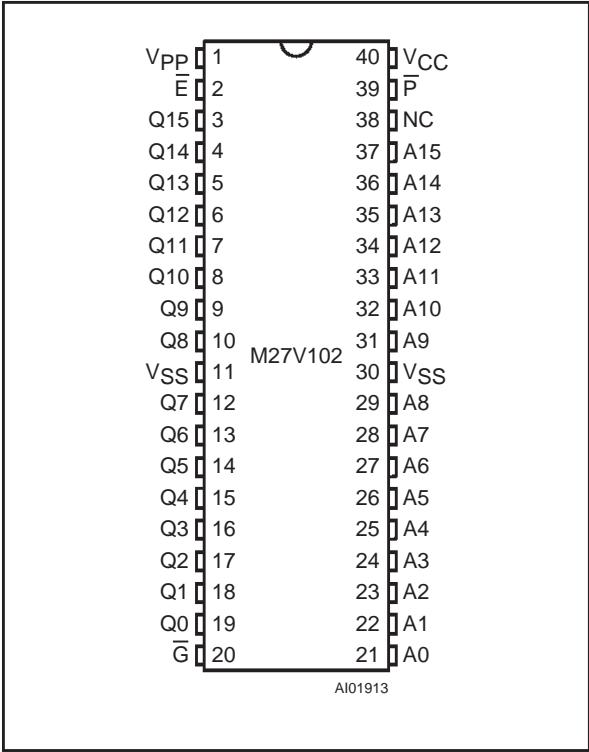 VPP 1 40 VCC
E̅ 2 39 P̅
Q15 3 38 NC
Q14 4 37 A15
Q13 5 36 A14
Q12 6 35 A13
Q11 7 34 A12
Q10 8 33 A11
Q9 9 32 A10
Q8 10 31 A9
M27V102
VSS 11 30 VSS
Q7 12 29 A8
Q6 13 28 A7
Q5 14 27 A6
Q4 15 26 A5
Q3 16 25 A4
Q2 17 24 A3
Q1 18 23 A2
Q0 19 22 A1
G̅ 20 21 A0
AI01913